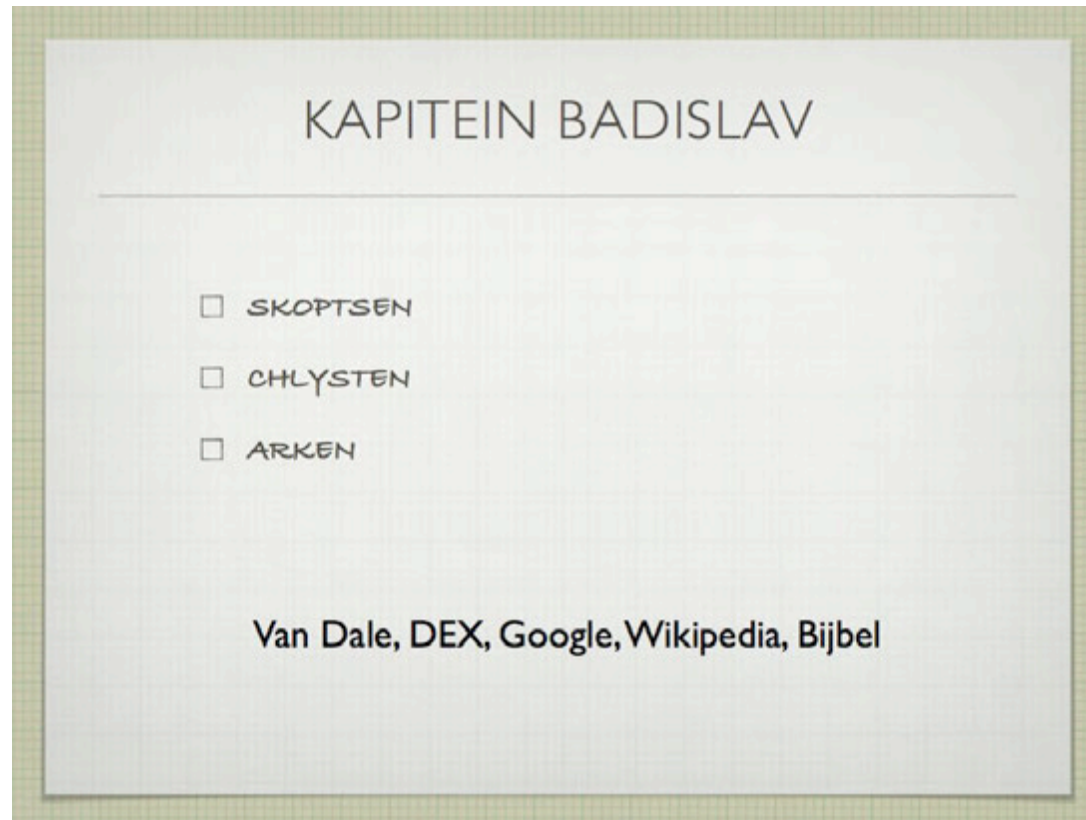 KAPITEIN BADISLAV
SKOPTSEN
CHLYSTEN
ARKEN
Van Dale, DEX, Google, Wikipedia, Bijbel